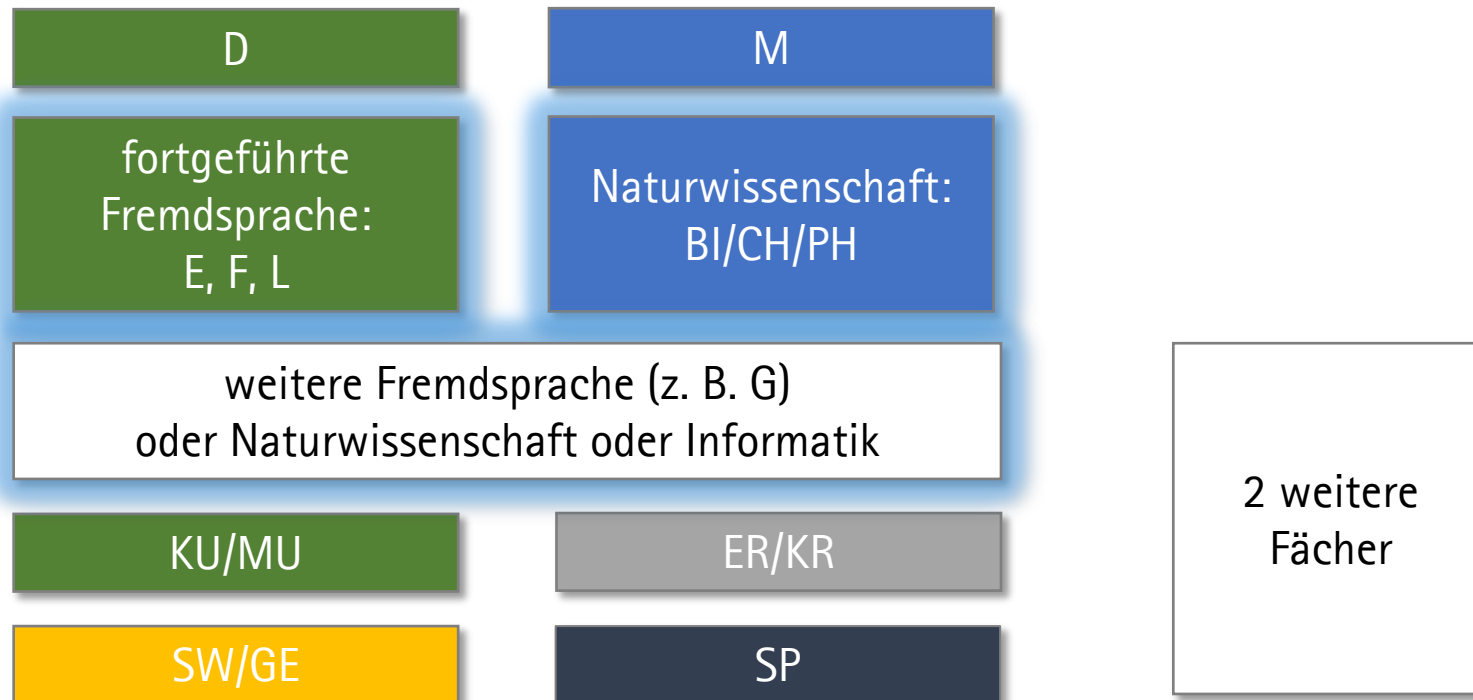 D
M
fortgeführte
Fremdsprache:
E, F, L
Naturwissenschaft:
BI/CH/PH
weitere Fremdsprache (z. B. G)
oder Naturwissenschaft oder Informatik
2 weitere
Fächer
KU/MU
ER/KR
SW/GE
SP